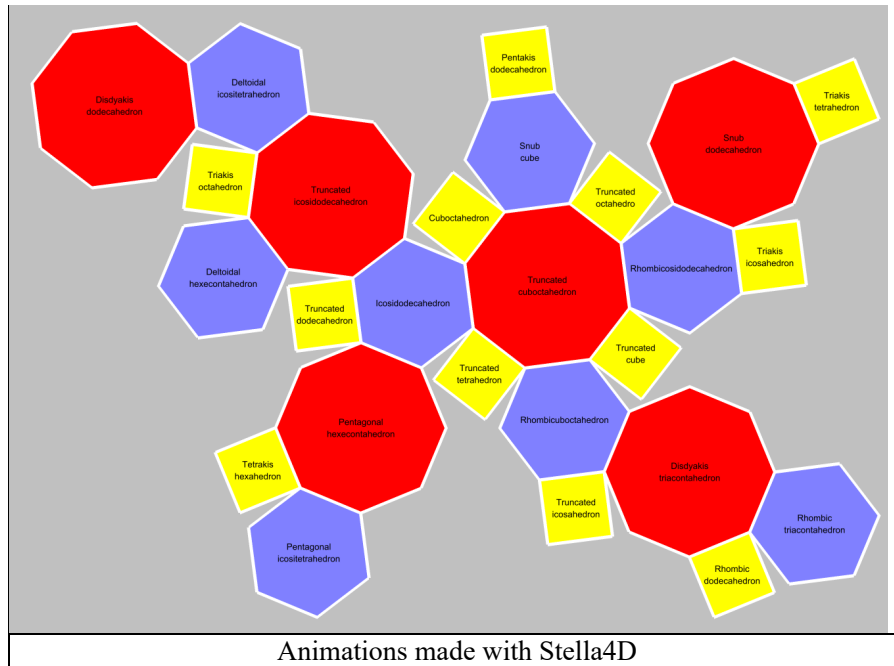 Pentakis
dodecahedron
Deltoidal
icositetrahedron
Disdyakis
dodecahedron
Triakis
tetrahedron
Snub
dodecahedron
Snub
cube
Triakis
octahedron
Truncated
icosidodecahedron
Cuboctahedron
Truncated
octahedro
Deltoidal
hexecontahedron
Icosidodecahedron
Truncated
cuboctahedron
Rhombicosidodecahedron
Triakis
icosahedron
Truncated
dodecahedron
Truncated
tetrahedron
Truncated
cube
Pentagonal
hexecontahedron
Rhombicuboctahedron
Tetrakis
hexahedron
Disdyakis
triacontahedron
Truncated
icosahedron
Rhombic
triacontahedron
Pentagonal
icositetrahedron
Rhombic
dodecahedron
Animations made with Stella4D